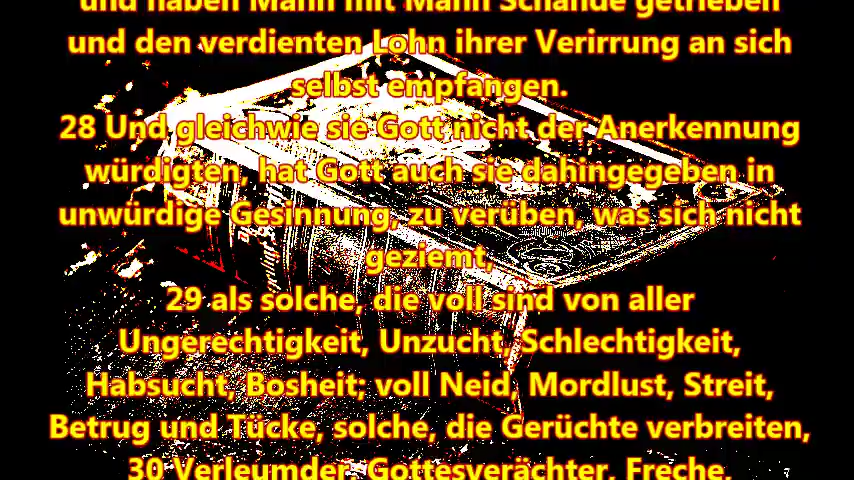 und haben Mann mit Mann Schande getrieben
und den verdienten Lohn ihrer Verirrung an sich
selbst empfangen.
28 Und gleichwie sie Gott nicht der Anerkennung
würdigten, hat Gott auch sie dahingegeben in
unwürdige Gesinnung, zu verüben, was sich nicht
geziemt,
29 als solche, die voll sind von aller
Ungerechtigkeit, Unzucht, Schlechtigkeit,
Habsucht, Bosheit; voll Neid, Mordlust, Streit,
Betrug und Tücke, solche, die Gerüchte verbreiten,
30 Verleumder, Gottesverächter, Freche,